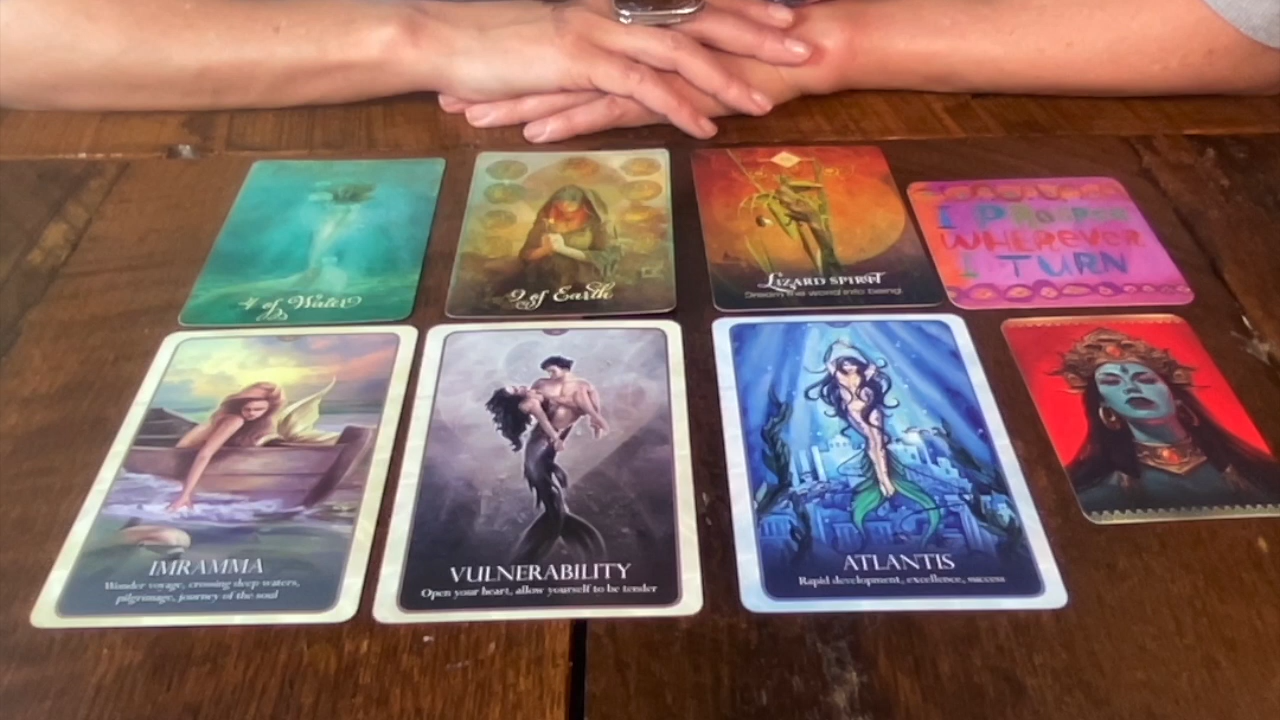 4 of Water
9 of Earth
LIZARD SPIRIT
Dream the world into being
I PROSPER
WHEREVER
I TURN
IMRAMMA
Wonder voyage, crossing deep waters,
pilgrimage, journey of the soul
VULNERABILITY
Open your heart, allow yourself to be tender
ATLANTIS
Rapid development, excellence, success